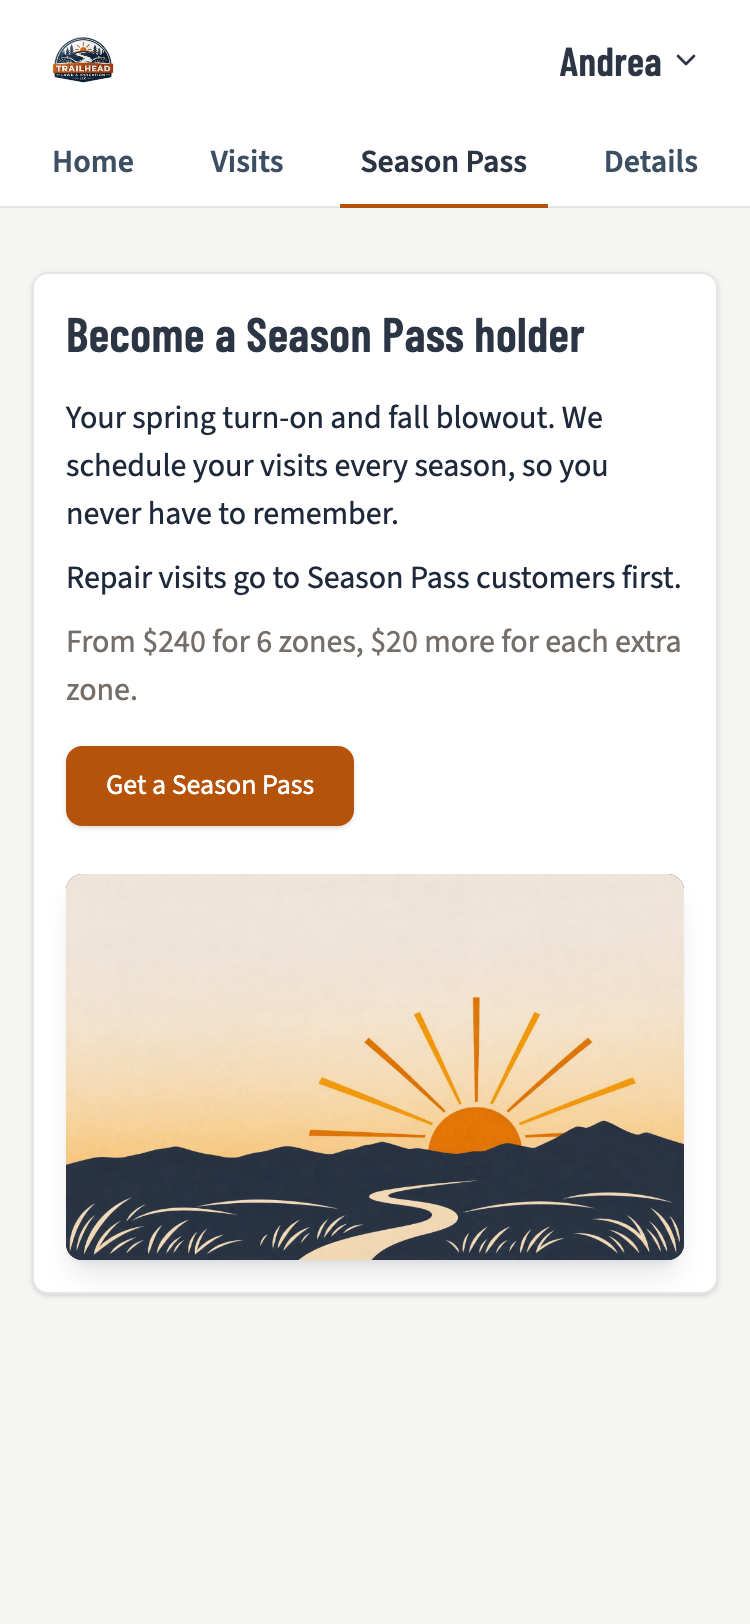 TRAILHEAD
Andrea
Home
Visits
Season Pass
Details
Become a Season Pass holder
Your spring turn-on and fall blowout. We
schedule your visits every season, so you
never have to remember.
Repair visits go to Season Pass customers first.
From $240 for 6 zones, $20 more for each extra
zone.
Get a Season Pass